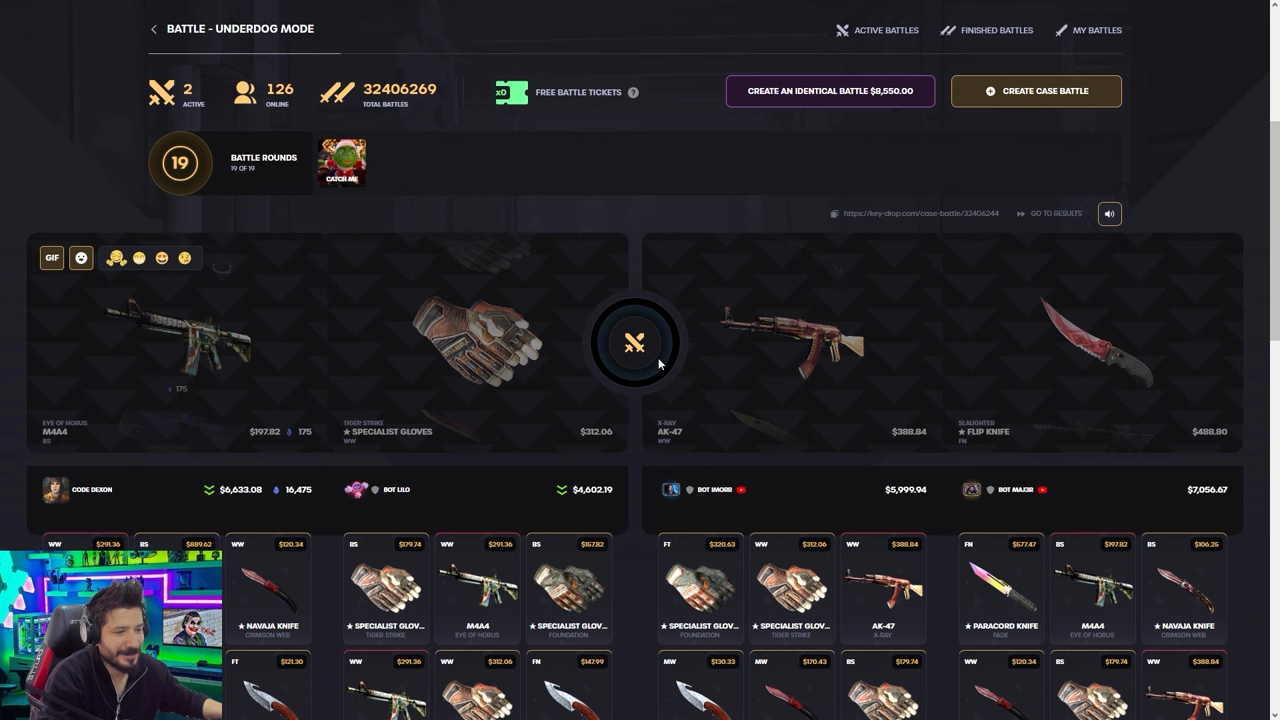 BATTLE - UNDERDOG MODE
ACTIVE BATTLES
FINISHED BATTLES
MY BATTLES
2
ACTIVE
126
ONLINE
32406269
TOTAL BATTLES
x0
FREE BATTLE TICKETS ?
CREATE AN IDENTICAL BATTLE $8,550.00
CREATE CASE BATTLE
19
BATTLE ROUNDS
19 OF 19
CATCH ME
https://key-drop.com/case-battle/32406244
GO TO RESULTS
GIF
175
EYE OF HORUS
M4A4 $197.82 175
BS
TIGER STRIKE
★ SPECIALIST GLOVES $312.06
WW
X-RAY
AK-47 $388.84
WW
SLAUGHTER
★ FLIP KNIFE $488.80
FN
CODE DEXON $6,633.08 16,475
BOT LILO $4,602.19
BOT IMORR $5,999.94
BOT MAJ3R $7,056.67
WW $291.36
BS $889.62
WW $120.34
★ NAVAJA KNIFE
CRIMSON WEB
BS $179.74
★ SPECIALIST GLOV...
TIGER STRIKE
WW $291.36
M4A4
EYE OF HORUS
BS $157.82
★ SPECIALIST GLOV...
FOUNDATION
FT $320.63
★ SPECIALIST GLOV...
FOUNDATION
WW $312.06
★ SPECIALIST GLOV...
TIGER STRIKE
WW $388.84
AK-47
X-RAY
FN $577.47
★ PARACORD KNIFE
FADE
BS $197.82
M4A4
EYE OF HORUS
BS $106.25
★ NAVAJA KNIFE
CRIMSON WEB
FT $121.30
WW $291.36
WW $312.06
FN $147.99
MW $130.33
MW $170.43
BS $179.74
WW $120.34
BS $179.74
WW $388.84